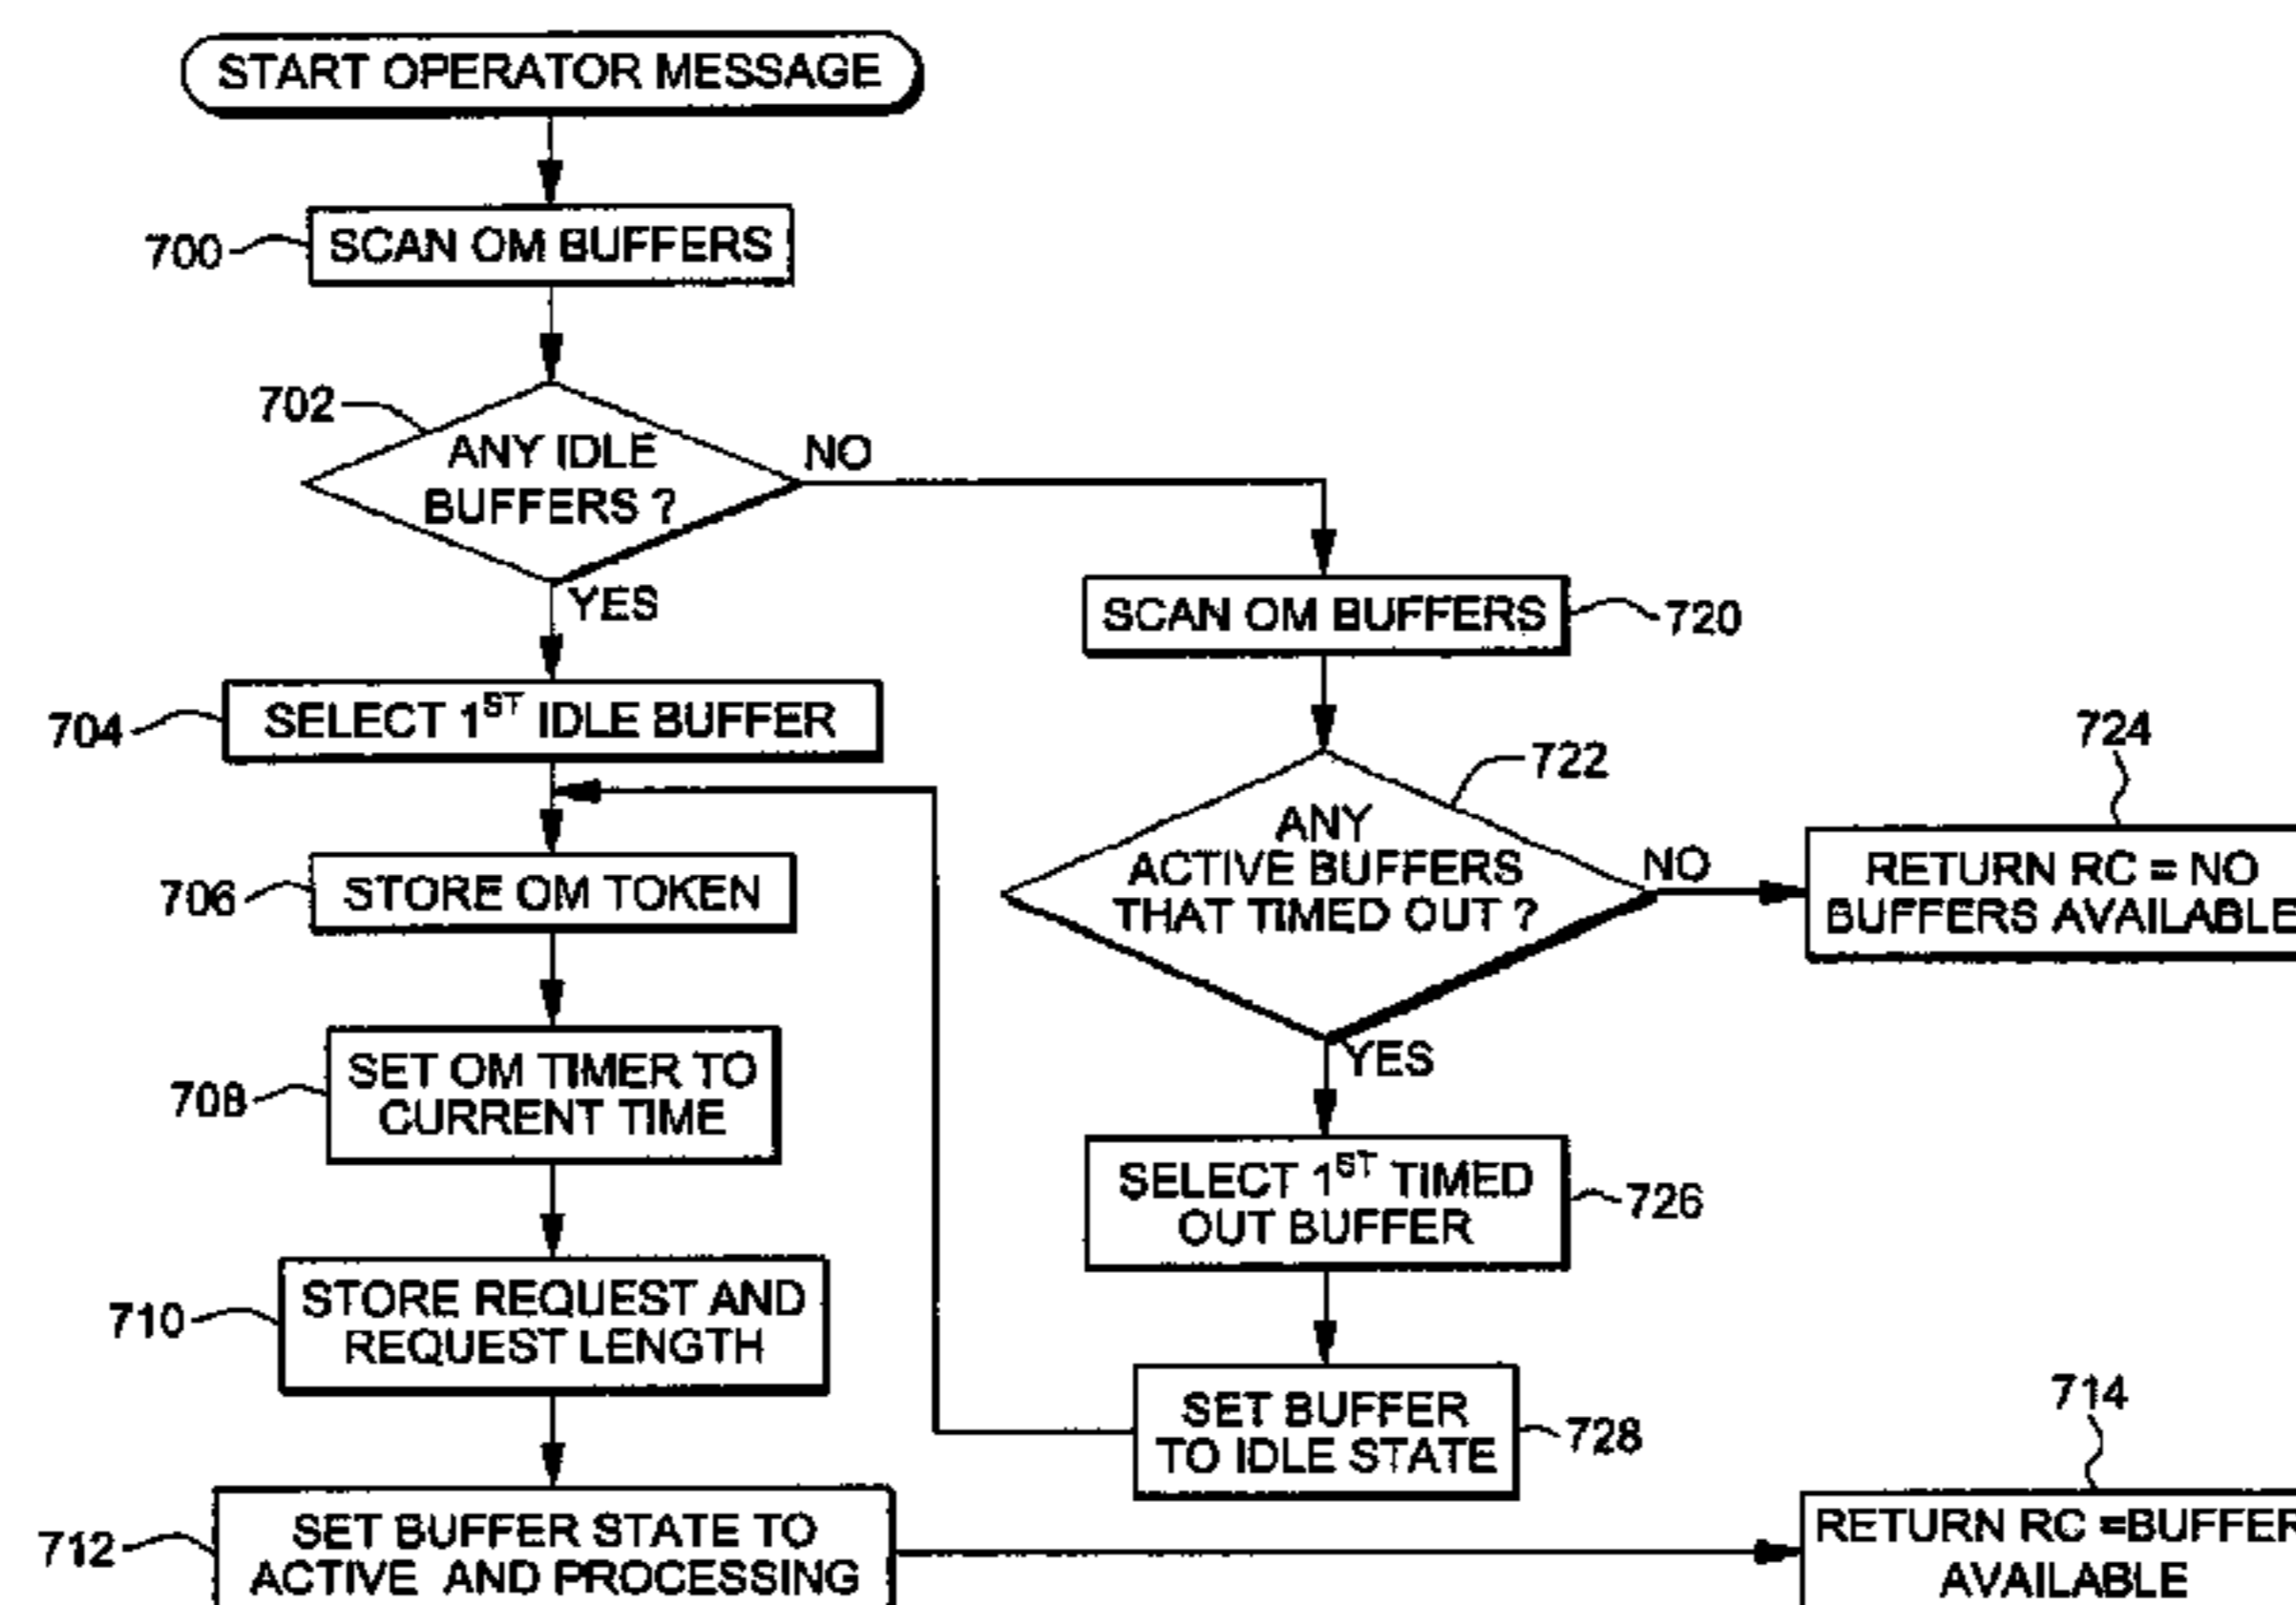 START OPERATOR MESSAGE
700
SCAN OM BUFFERS
702
ANY IDLE
BUFFERS ?
NO
YES
704
SELECT 1ST IDLE BUFFER
706
STORE OM TOKEN
708
SET OM TIMER TO
CURRENT TIME
710
STORE REQUEST AND
REQUEST LENGTH
712
SET BUFFER STATE TO
ACTIVE AND PROCESSING
SCAN OM BUFFERS
720
722
ANY
ACTIVE BUFFERS
THAT TIMED OUT ?
NO
YES
724
RETURN RC = NO
BUFFERS AVAILABLE
SELECT 1ST TIMED
OUT BUFFER
726
SET BUFFER
TO IDLE STATE
728
714
RETURN RC =BUFFER
AVAILABLE